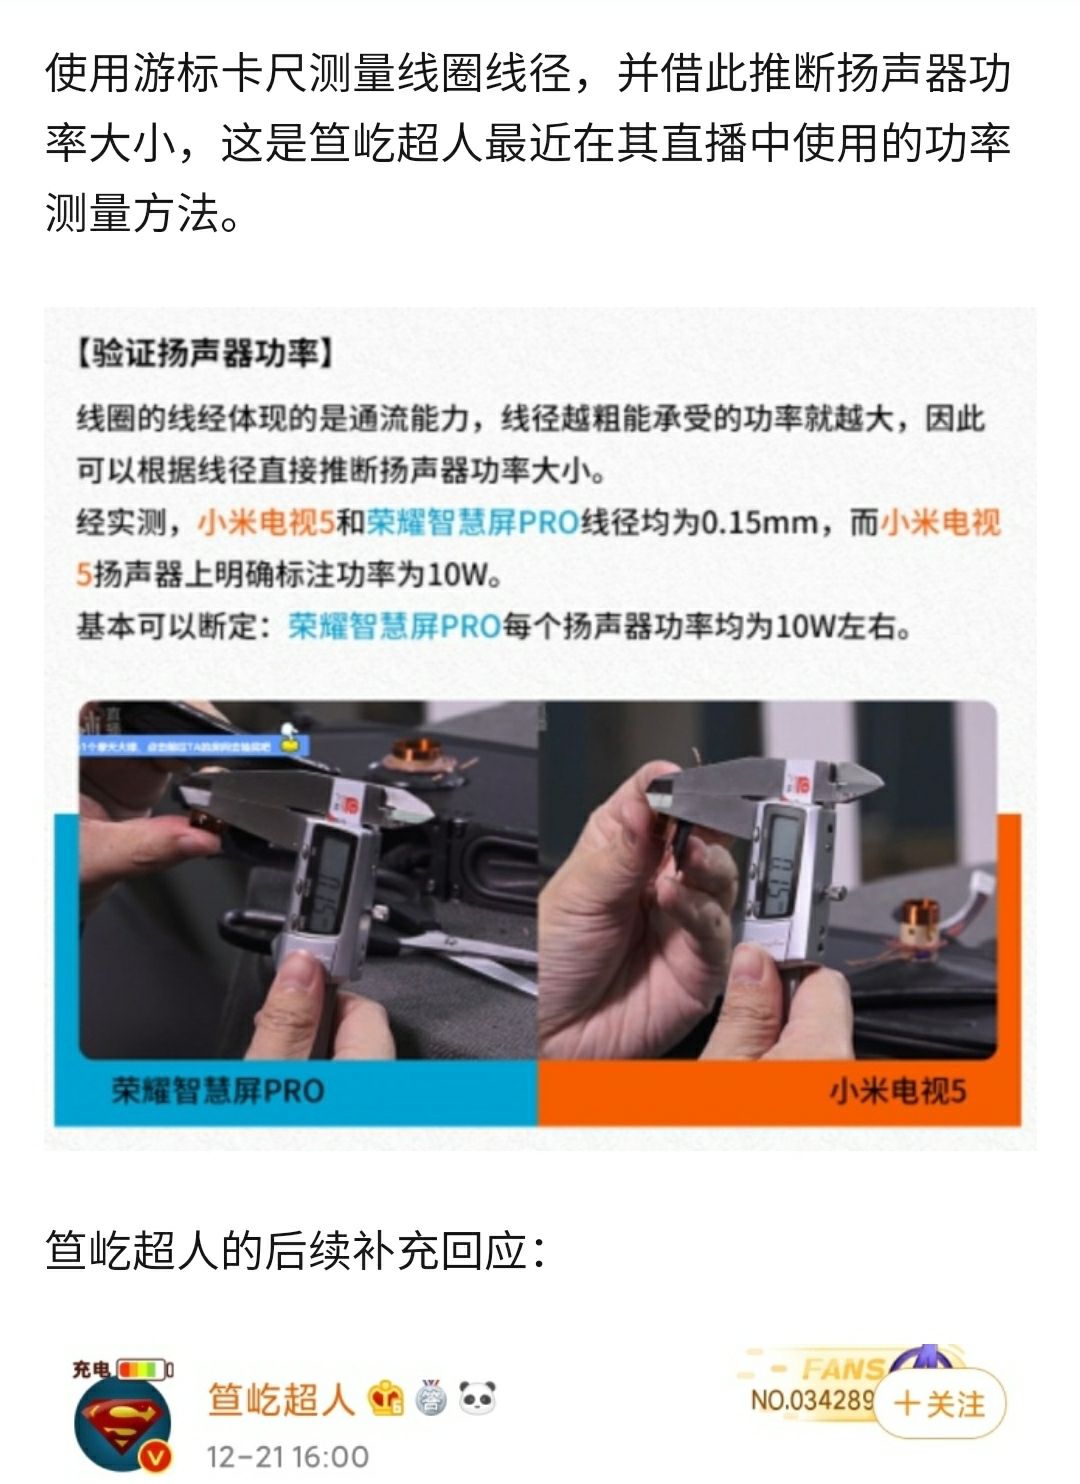 使用游标卡尺测量线圈线径，并借此推断扬声器功
率大小，这是笪屹超人最近在其直播中使用的功率
测量方法。
【验证扬声器功率】
线圈的线经体现的是通流能力，线径越粗能承受的功率就越大，因此
可以根据线径直接推断扬声器功率大小。
经实测，小米电视5和荣耀智慧屏PRO线径均为0.15mm，而小米电视
5扬声器上明确标注功率为10W。
基本可以断定：荣耀智慧屏PRO每个扬声器功率均为10W左右。
荣耀智慧屏PRO
小米电视5
笪屹超人的后续补充回应：
充电
笪屹超人
12-21 16:00
FANS
NO.034289
＋关注